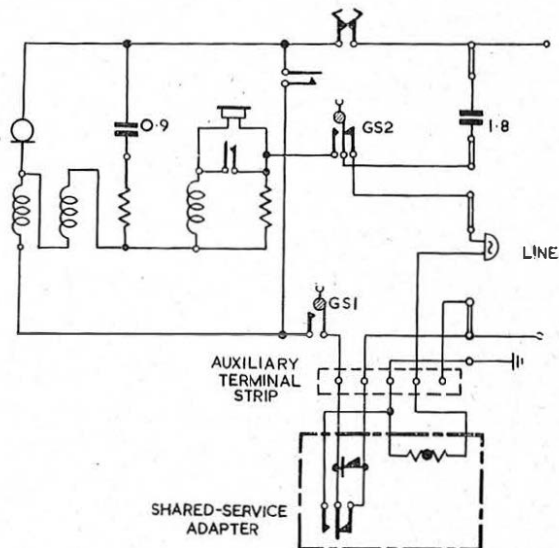 0.9
GS2
1.8
LINE
GS1
AUXILIARY
TERMINAL
STRIP
SHARED-SERVICE
ADAPTER